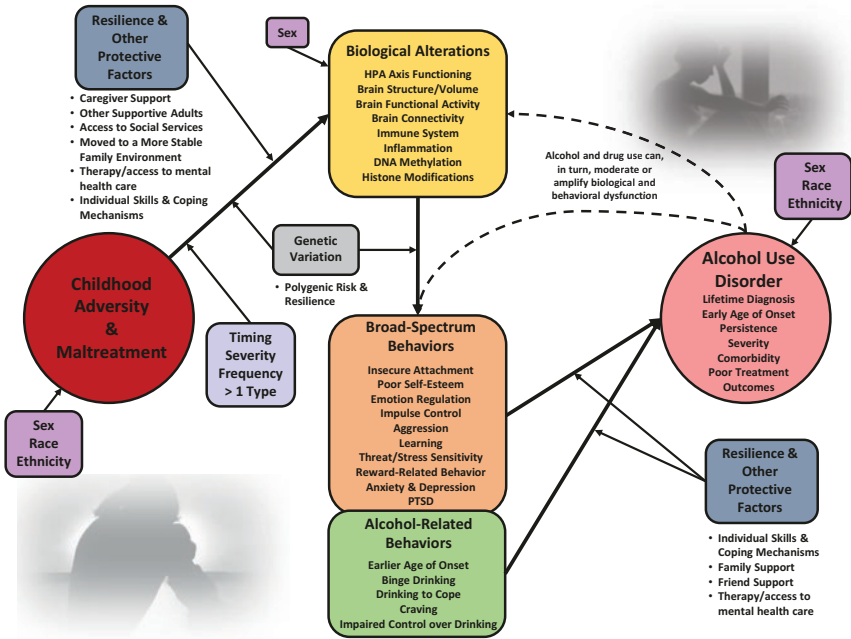 Resilience &
Other
Protective
Factors
• Caregiver Support
• Other Supportive Adults
• Access to Social Services
• Moved to a More Stable
Family Environment
• Therapy/access to mental
health care
• Individual Skills & Coping
Mechanisms
Sex
Biological Alterations
HPA Axis Functioning
Brain Structure/Volume
Brain Functional Activity
Brain Connectivity
Immune System
Inflammation
DNA Methylation
Histone Modifications
Alcohol and drug use can,
in turn, moderate or
amplify biological and
behavioral dysfunction
Sex
Race
Ethnicity
Genetic
Variation
• Polygenic Risk &
Resilience
Childhood
Adversity
&
Maltreatment
Timing
Severity
Frequency
> 1 Type
Sex
Race
Ethnicity
Broad-Spectrum
Behaviors
Insecure Attachment
Poor Self-Esteem
Emotion Regulation
Impulse Control
Aggression
Learning
Threat/Stress Sensitivity
Reward-Related Behavior
Anxiety & Depression
PTSD
Alcohol-Related
Behaviors
Earlier Age of Onset
Binge Drinking
Drinking to Cope
Craving
Impaired Control over Drinking
Alcohol Use
Disorder
Lifetime Diagnosis
Early Age of Onset
Persistence
Severity
Comorbidity
Poor Treatment
Outcomes
Resilience &
Other
Protective
Factors
• Individual Skills &
Coping Mechanisms
• Family Support
• Friend Support
• Therapy/access to
mental health care